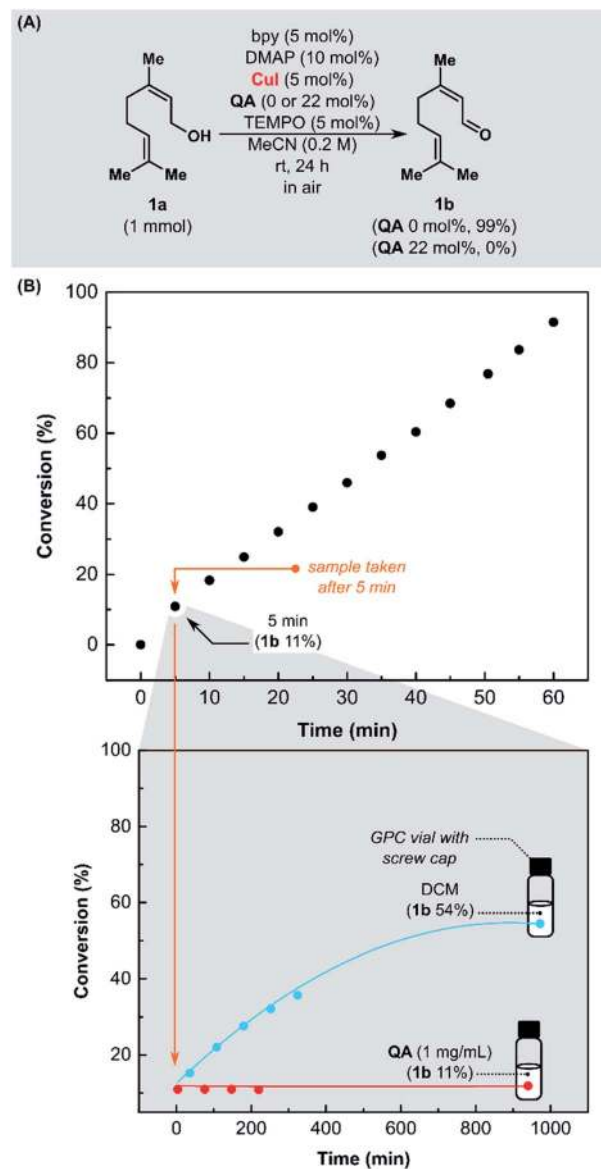 (A)
bpy (5 mol%)
DMAP (10 mol%)
CuI (5 mol%)
QA (0 or 22 mol%)
TEMPO (5 mol%)
MeCN (0.2 M)
rt, 24 h
in air
Me
OH
Me Me
1a
(1 mmol)
Me
O
Me Me
1b
(QA 0 mol%, 99%)
(QA 22 mol%, 0%)
(B)
100
80
60
40
20
0
Conversion (%)
sample taken
after 5 min
5 min
(1b 11%)
0 10 20 30 40 50 60
Time (min)
100
80
60
40
20
Conversion (%)
GPC vial with
screw cap
DCM
(1b 54%)
QA (1 mg/mL)
(1b 11%)
0 200 400 600 800 1000
Time (min)